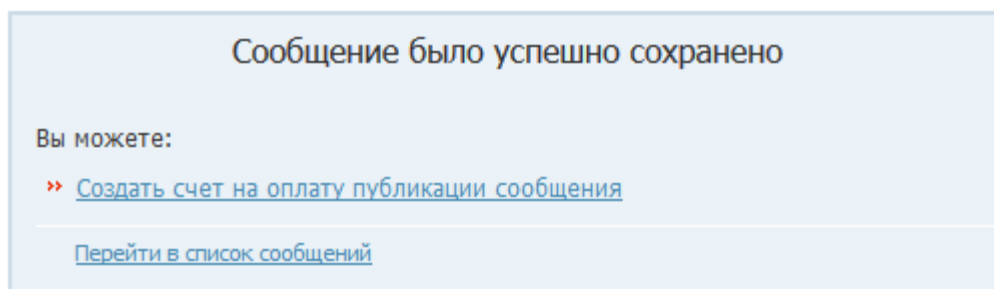 Сообщение было успешно сохранено
Вы можете:
›› Создать счет на оплату публикации сообщения
Перейти в список сообщений